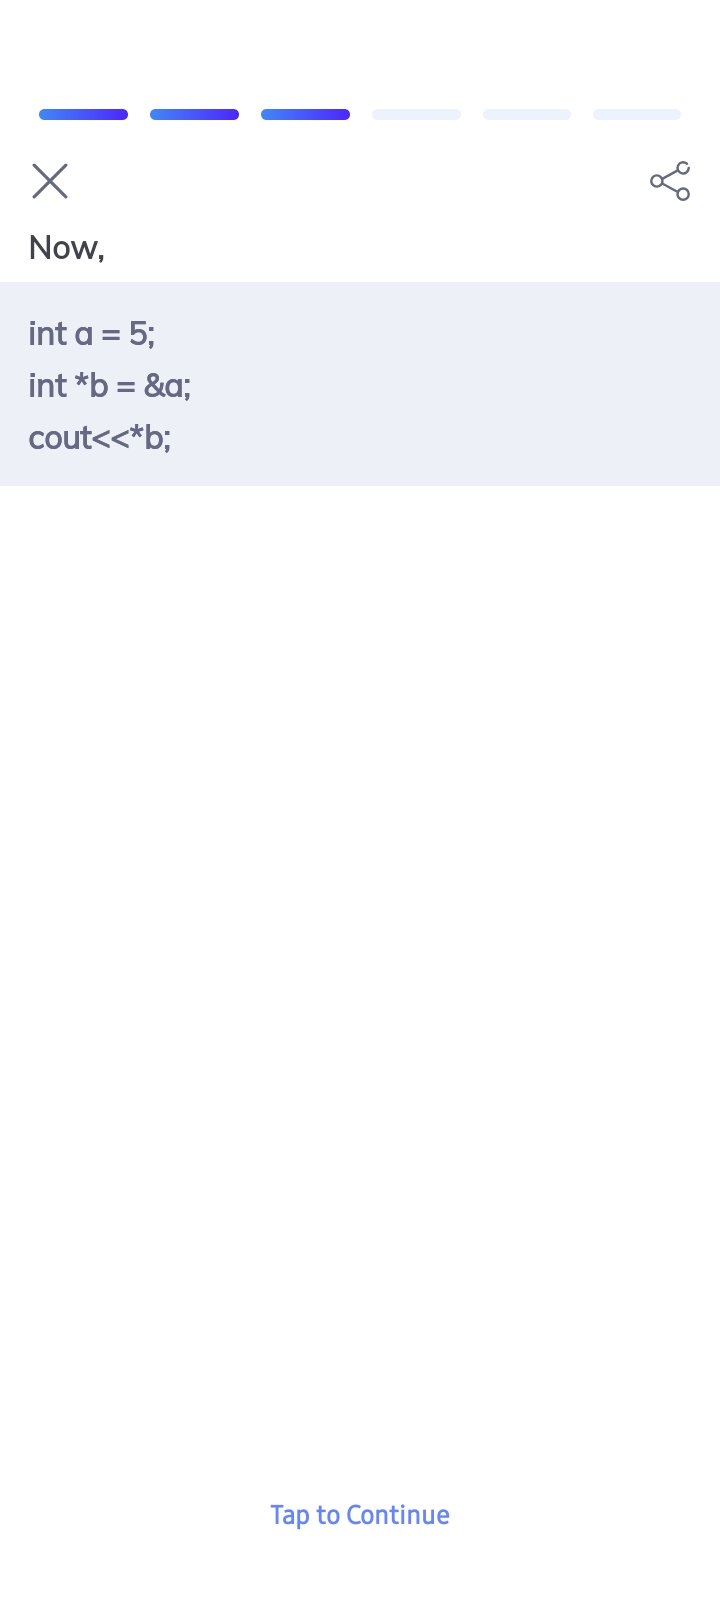 Now,
int a = 5;
int *b = &a;
cout<<*b;
Tap to Continue